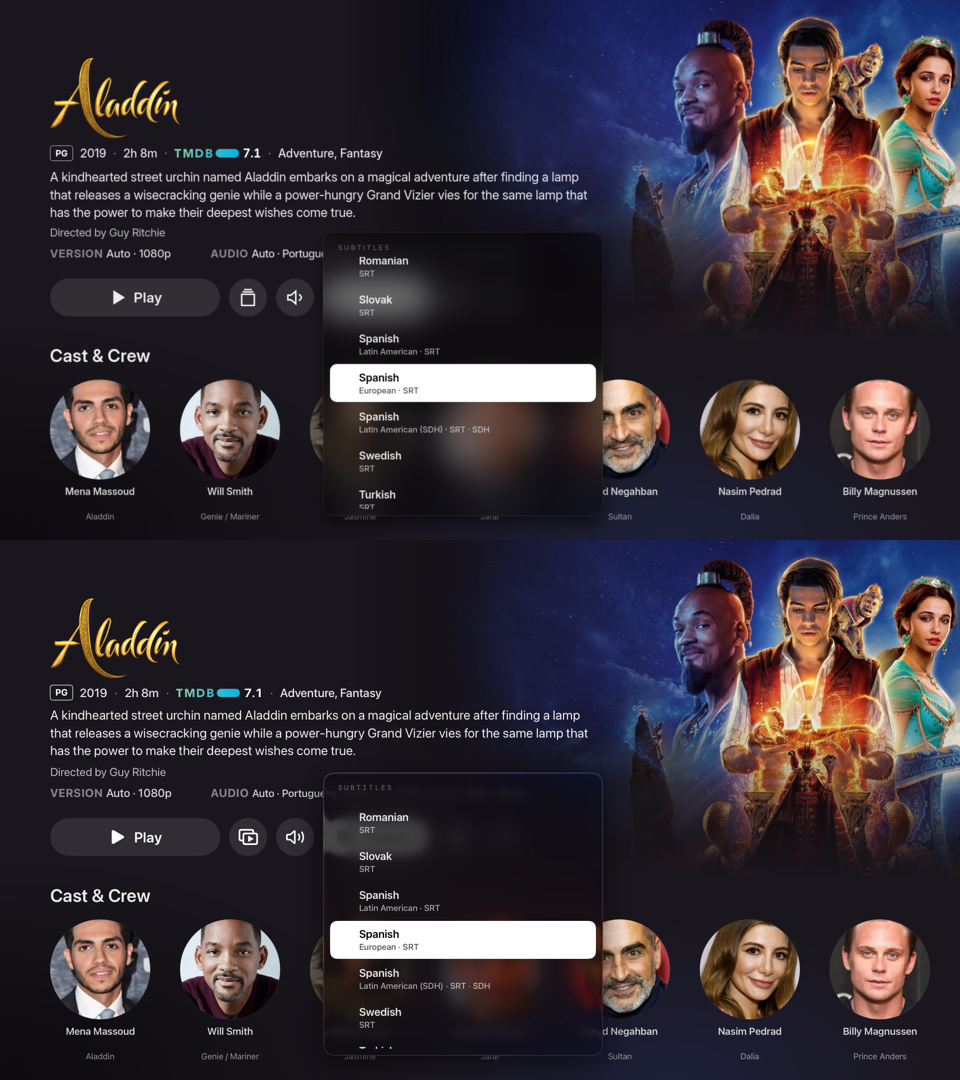 Aladdin
PG 2019 · 2h 8m · TMDB 7.1 · Adventure, Fantasy
A kindhearted street urchin named Aladdin embarks on a magical adventure after finding a lamp
that releases a wisecracking genie while a power-hungry Grand Vizier vies for the same lamp that
has the power to make their deepest wishes come true.
Directed by Guy Ritchie
VERSION Auto · 1080p AUDIO Auto · Portugue
Play
SUBTITLES
Romanian
SRT
Slovak
SRT
Spanish
Latin American · SRT
Spanish
European · SRT
Spanish
Latin American (SDH) · SRT · SDH
Swedish
SRT
Turkish
SRT
Cast & Crew
Mena Massoud
Aladdin
Will Smith
Genie / Mariner
Jasmine
Jafar
d Negahban
Sultan
Nasim Pedrad
Dalia
Billy Magnussen
Prince Anders
Aladdin
PG 2019 · 2h 8m · TMDB 7.1 · Adventure, Fantasy
A kindhearted street urchin named Aladdin embarks on a magical adventure after finding a lamp
that releases a wisecracking genie while a power-hungry Grand Vizier vies for the same lamp that
has the power to make their deepest wishes come true.
Directed by Guy Ritchie
VERSION Auto · 1080p AUDIO Auto · Portugue
Play
SUBTITLES
Romanian
SRT
Slovak
SRT
Spanish
Latin American · SRT
Spanish
European · SRT
Spanish
Latin American (SDH) · SRT · SDH
Swedish
SRT
Cast & Crew
Mena Massoud
Aladdin
Will Smith
Genie / Mariner
Jasmine
Jafar
d Negahban
Sultan
Nasim Pedrad
Dalia
Billy Magnussen
Prince Anders